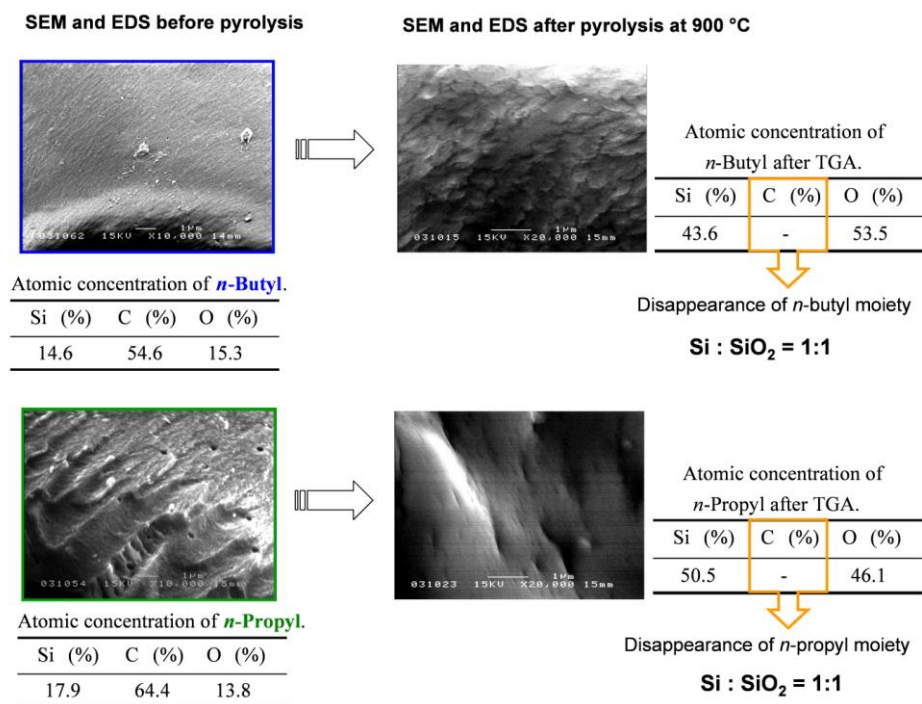 SEM and EDS before pyrolysis
SEM and EDS after pyrolysis at 900 °C
031062 15KV X10,000 14mm
1μm
031015 15KV X20,000 15mm
1μm
Atomic concentration of
n-Butyl after TGA.
Si (%) C (%) O (%)
43.6 - 53.5
Disappearance of n-butyl moiety
Si : SiO₂ = 1:1
Atomic concentration of n-Butyl.
Si (%) C (%) O (%)
14.6 54.6 15.3
031054 15KV X10,000 15mm
1μm
031023 15KV X20,000 15mm
1μm
Atomic concentration of
n-Propyl after TGA.
Si (%) C (%) O (%)
50.5 - 46.1
Disappearance of n-propyl moiety
Si : SiO₂ = 1:1
Atomic concentration of n-Propyl.
Si (%) C (%) O (%)
17.9 64.4 13.8